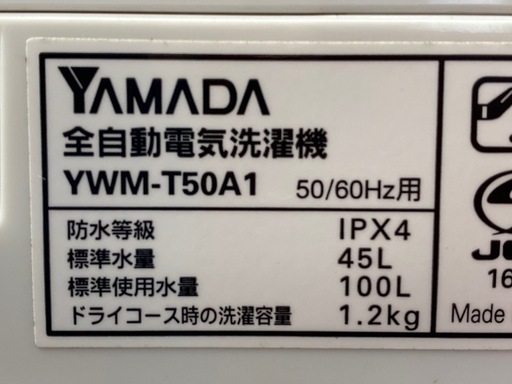 YAMADA
全自動電気洗濯機
YWM-T50A1 50/60Hz用
防水等級 IPX4
標準水量 45L
標準使用水量 100L
ドライコース時の洗濯容量 1.2kg
16
Made